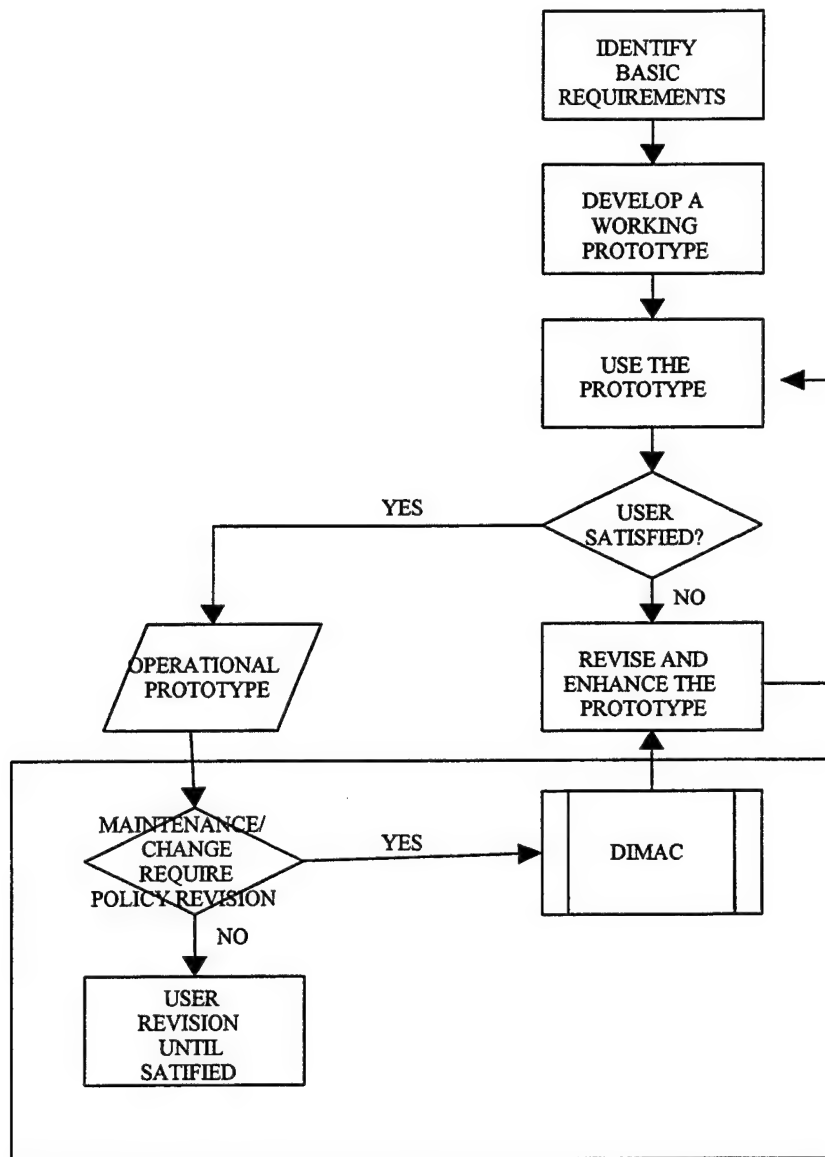 IDENTIFY
BASIC
REQUIREMENTS
DEVELOP A
WORKING
PROTOTYPE
USE THE
PROTOTYPE
YES
USER
SATISFIED?
NO
OPERATIONAL
PROTOTYPE
REVISE AND
ENHANCE THE
PROTOTYPE
MAINTENANCE/
CHANGE
REQUIRE
POLICY REVISION
YES
DIMAC
NO
USER
REVISION
UNTIL
SATIFIED